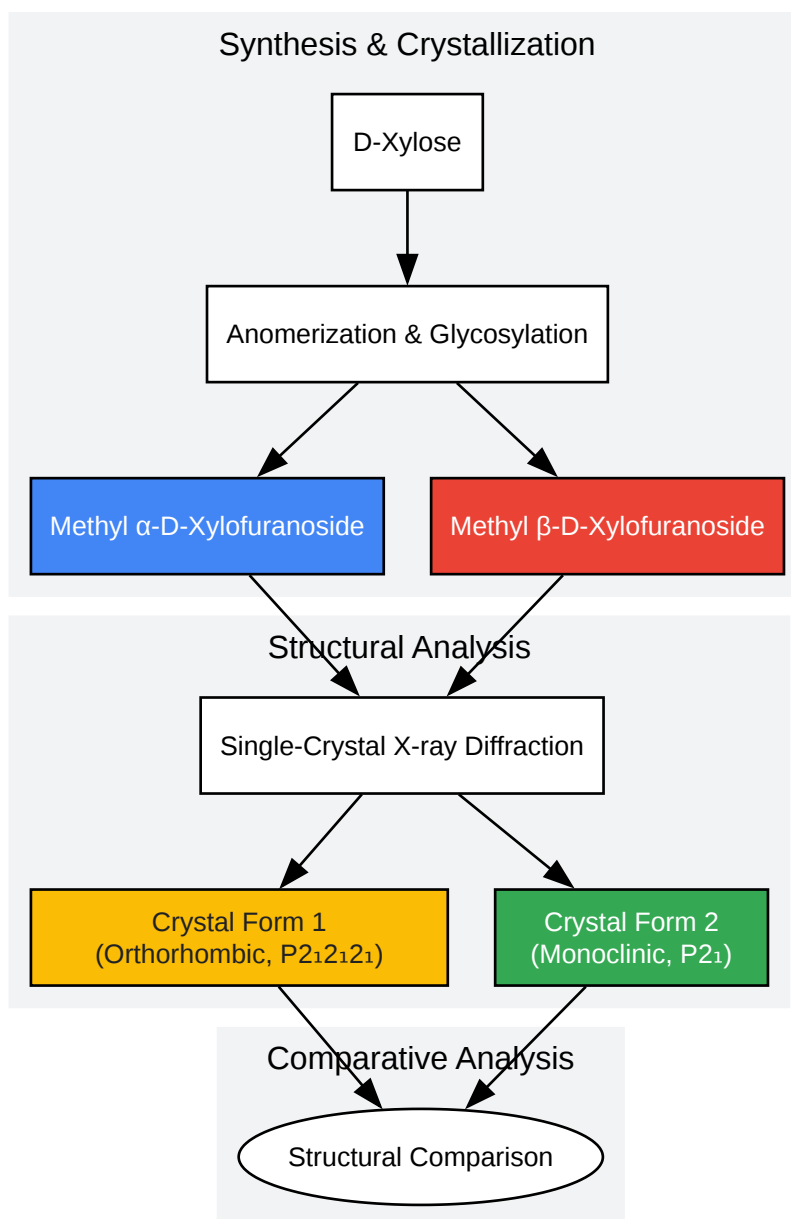 Synthesis & Crystallization
D-Xylose
Anomerization & Glycosylation
Methyl α-D-Xylofuranoside
Methyl β-D-Xylofuranoside
Structural Analysis
Single-Crystal X-ray Diffraction
Crystal Form 1
(Orthorhombic, P2₁2₁2₁)
Crystal Form 2
(Monoclinic, P2₁)
Comparative Analysis
Structural Comparison